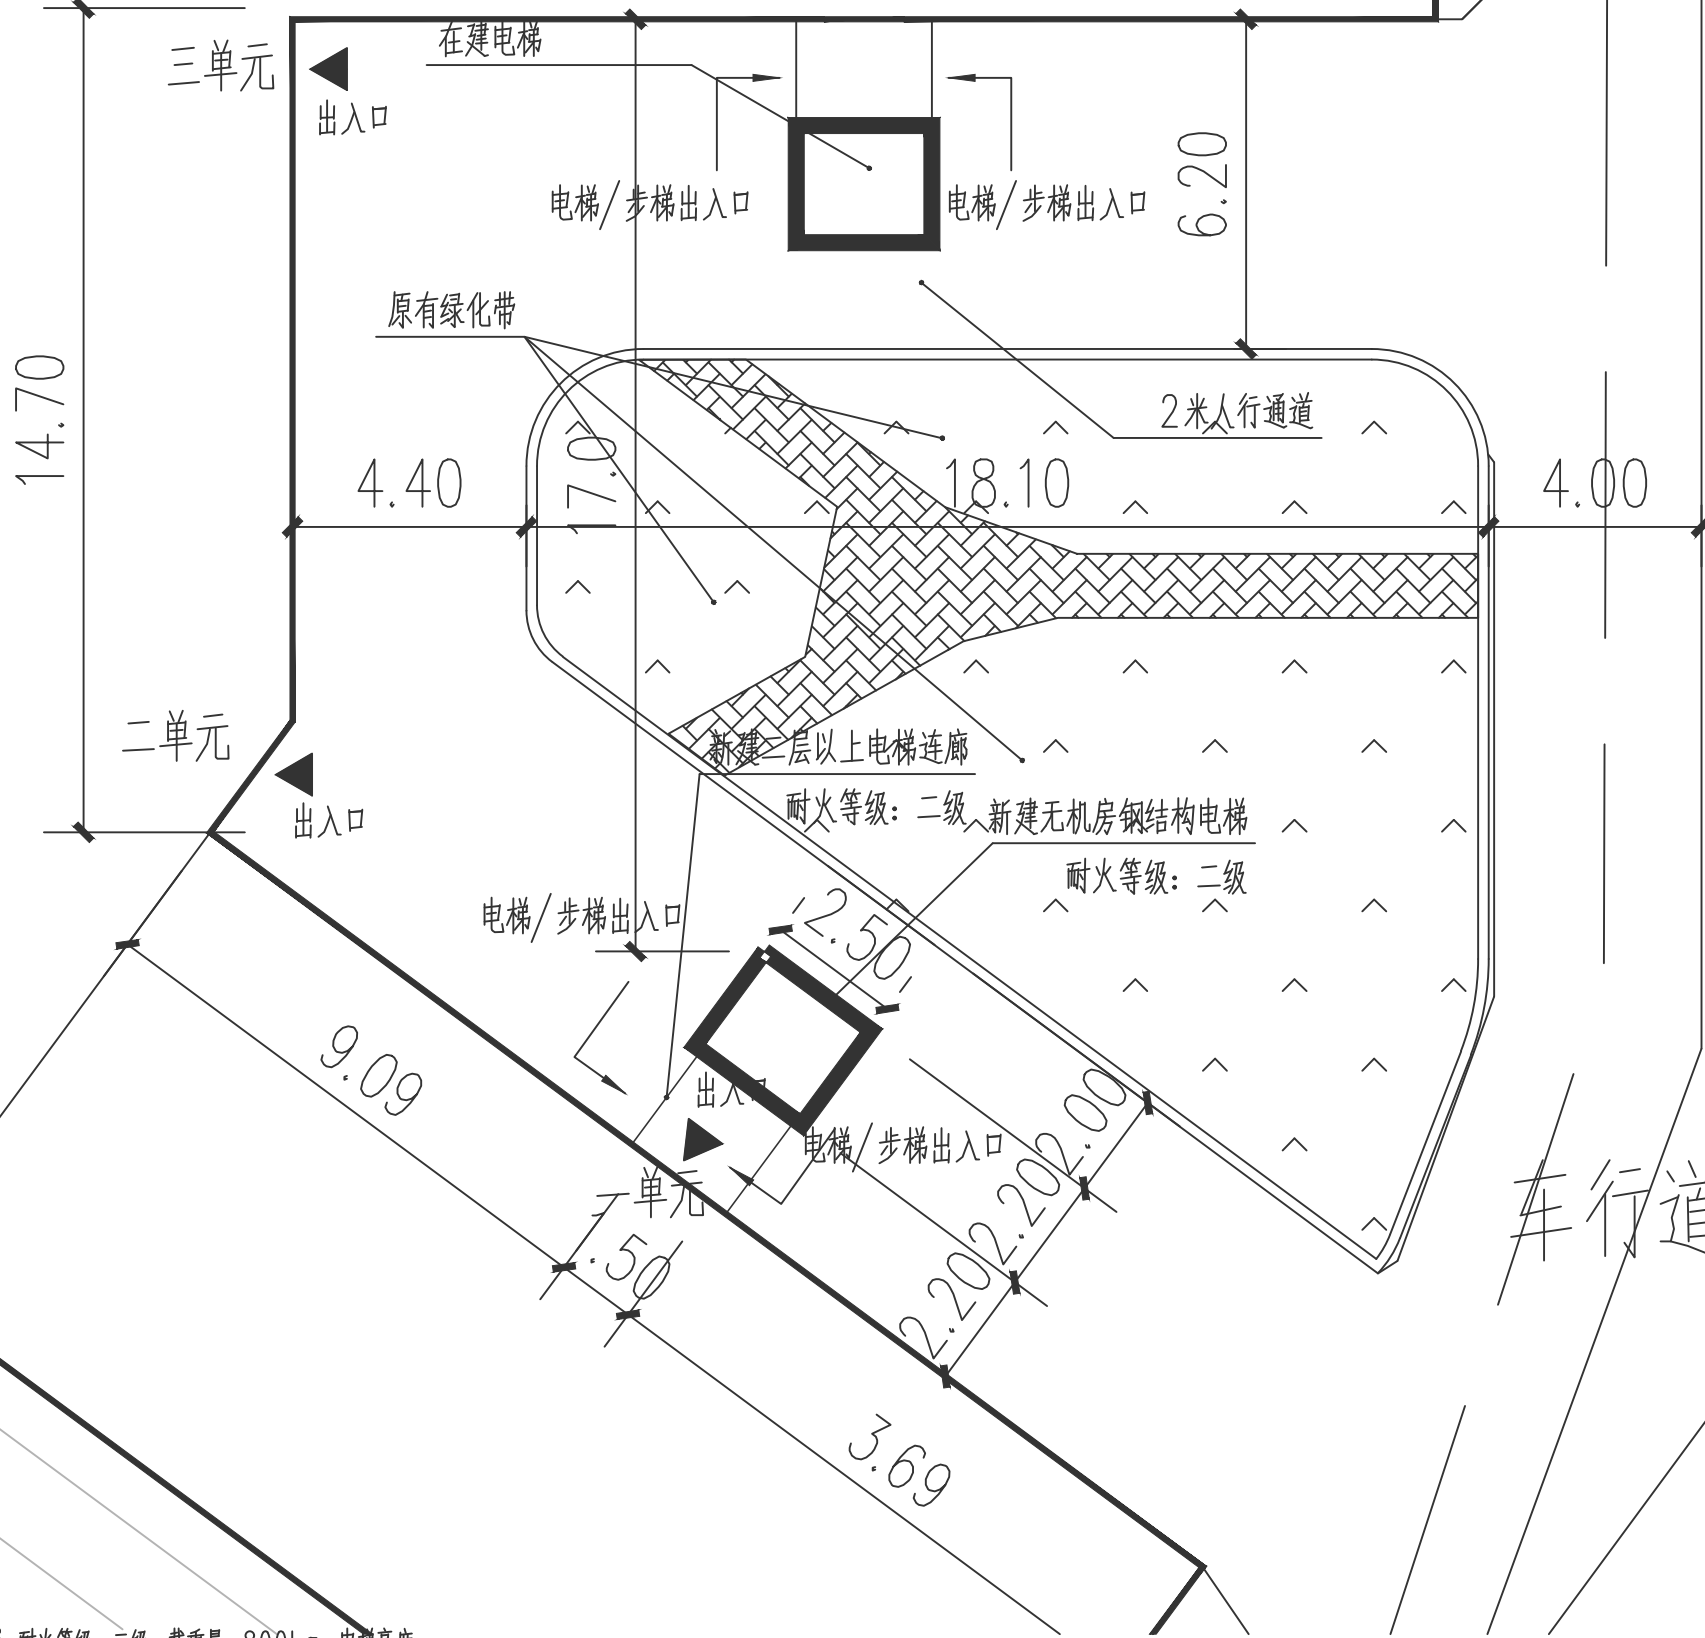 在建电梯
三单元
出入口
电梯/步梯出入口
电梯/步梯出入口
6.20
原有绿化带
14.70
2米人行通道
4.40
17.0
18.10
4.00
二单元
出入口
新建二层以上电梯连廊
耐火等级：二级
新建无机房钢结构电梯
耐火等级：二级
电梯/步梯出入口
2.50
9.09
出入口
电梯/步梯出入口
2.00
2.20
2.20
一单元
.50
车行道
3.69